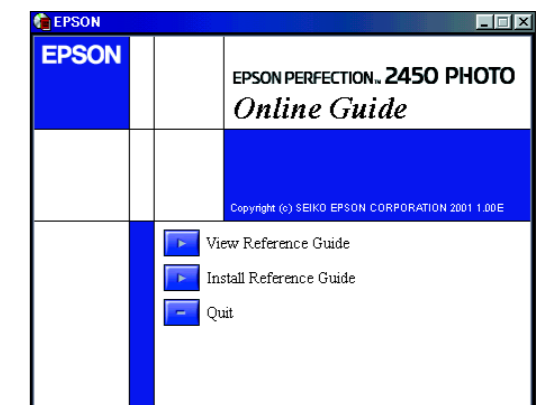 EPSON
EPSON
EPSON PERFECTION™ 2450 PHOTO
Online Guide
Copyright (c) SEIKO EPSON CORPORATION 2001 1.00E
View Reference Guide
Install Reference Guide
Quit